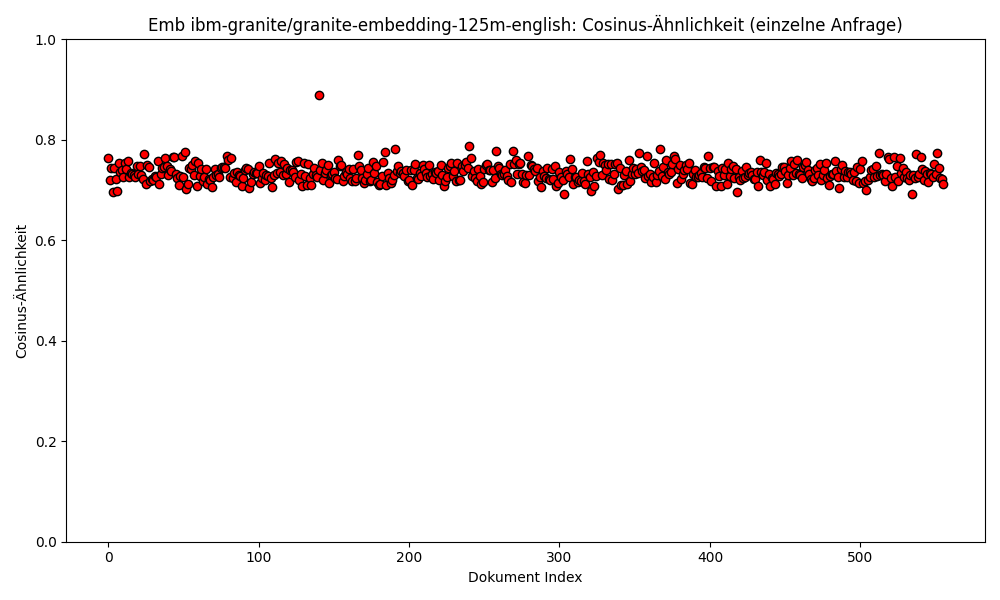 Emb ibm-granite/granite-embedding-125m-english: Cosinus-Ähnlichkeit (einzelne Anfrage)
1.0
0.8
0.6
0.4
0.2
0.0
Cosinus-Ähnlichkeit
0 100 200 300 400 500
Dokument Index